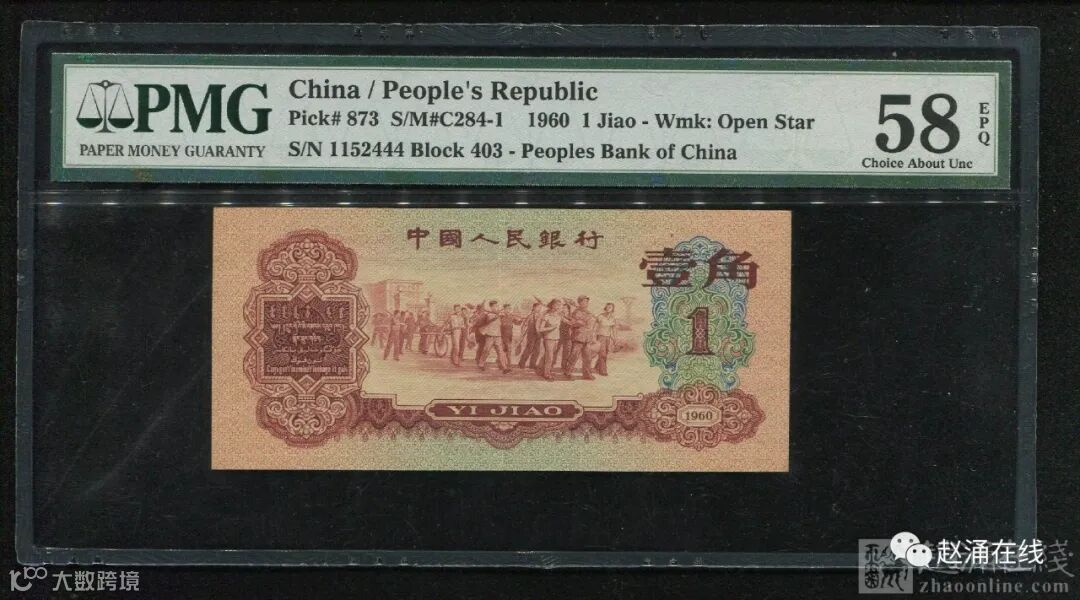 PMG
PAPER MONEY GUARANTY
China / People's Republic
Pick# 873 S/M#C284-1 1960 1 Jiao - Wmk: Open Star
S/N 1152444 Block 403 - Peoples Bank of China
58
EPQ
Choice About Unc
中國人民銀行
壹角
1
YI JIAO
1960
大数跨境
赵涌在线
zhaoonline.com